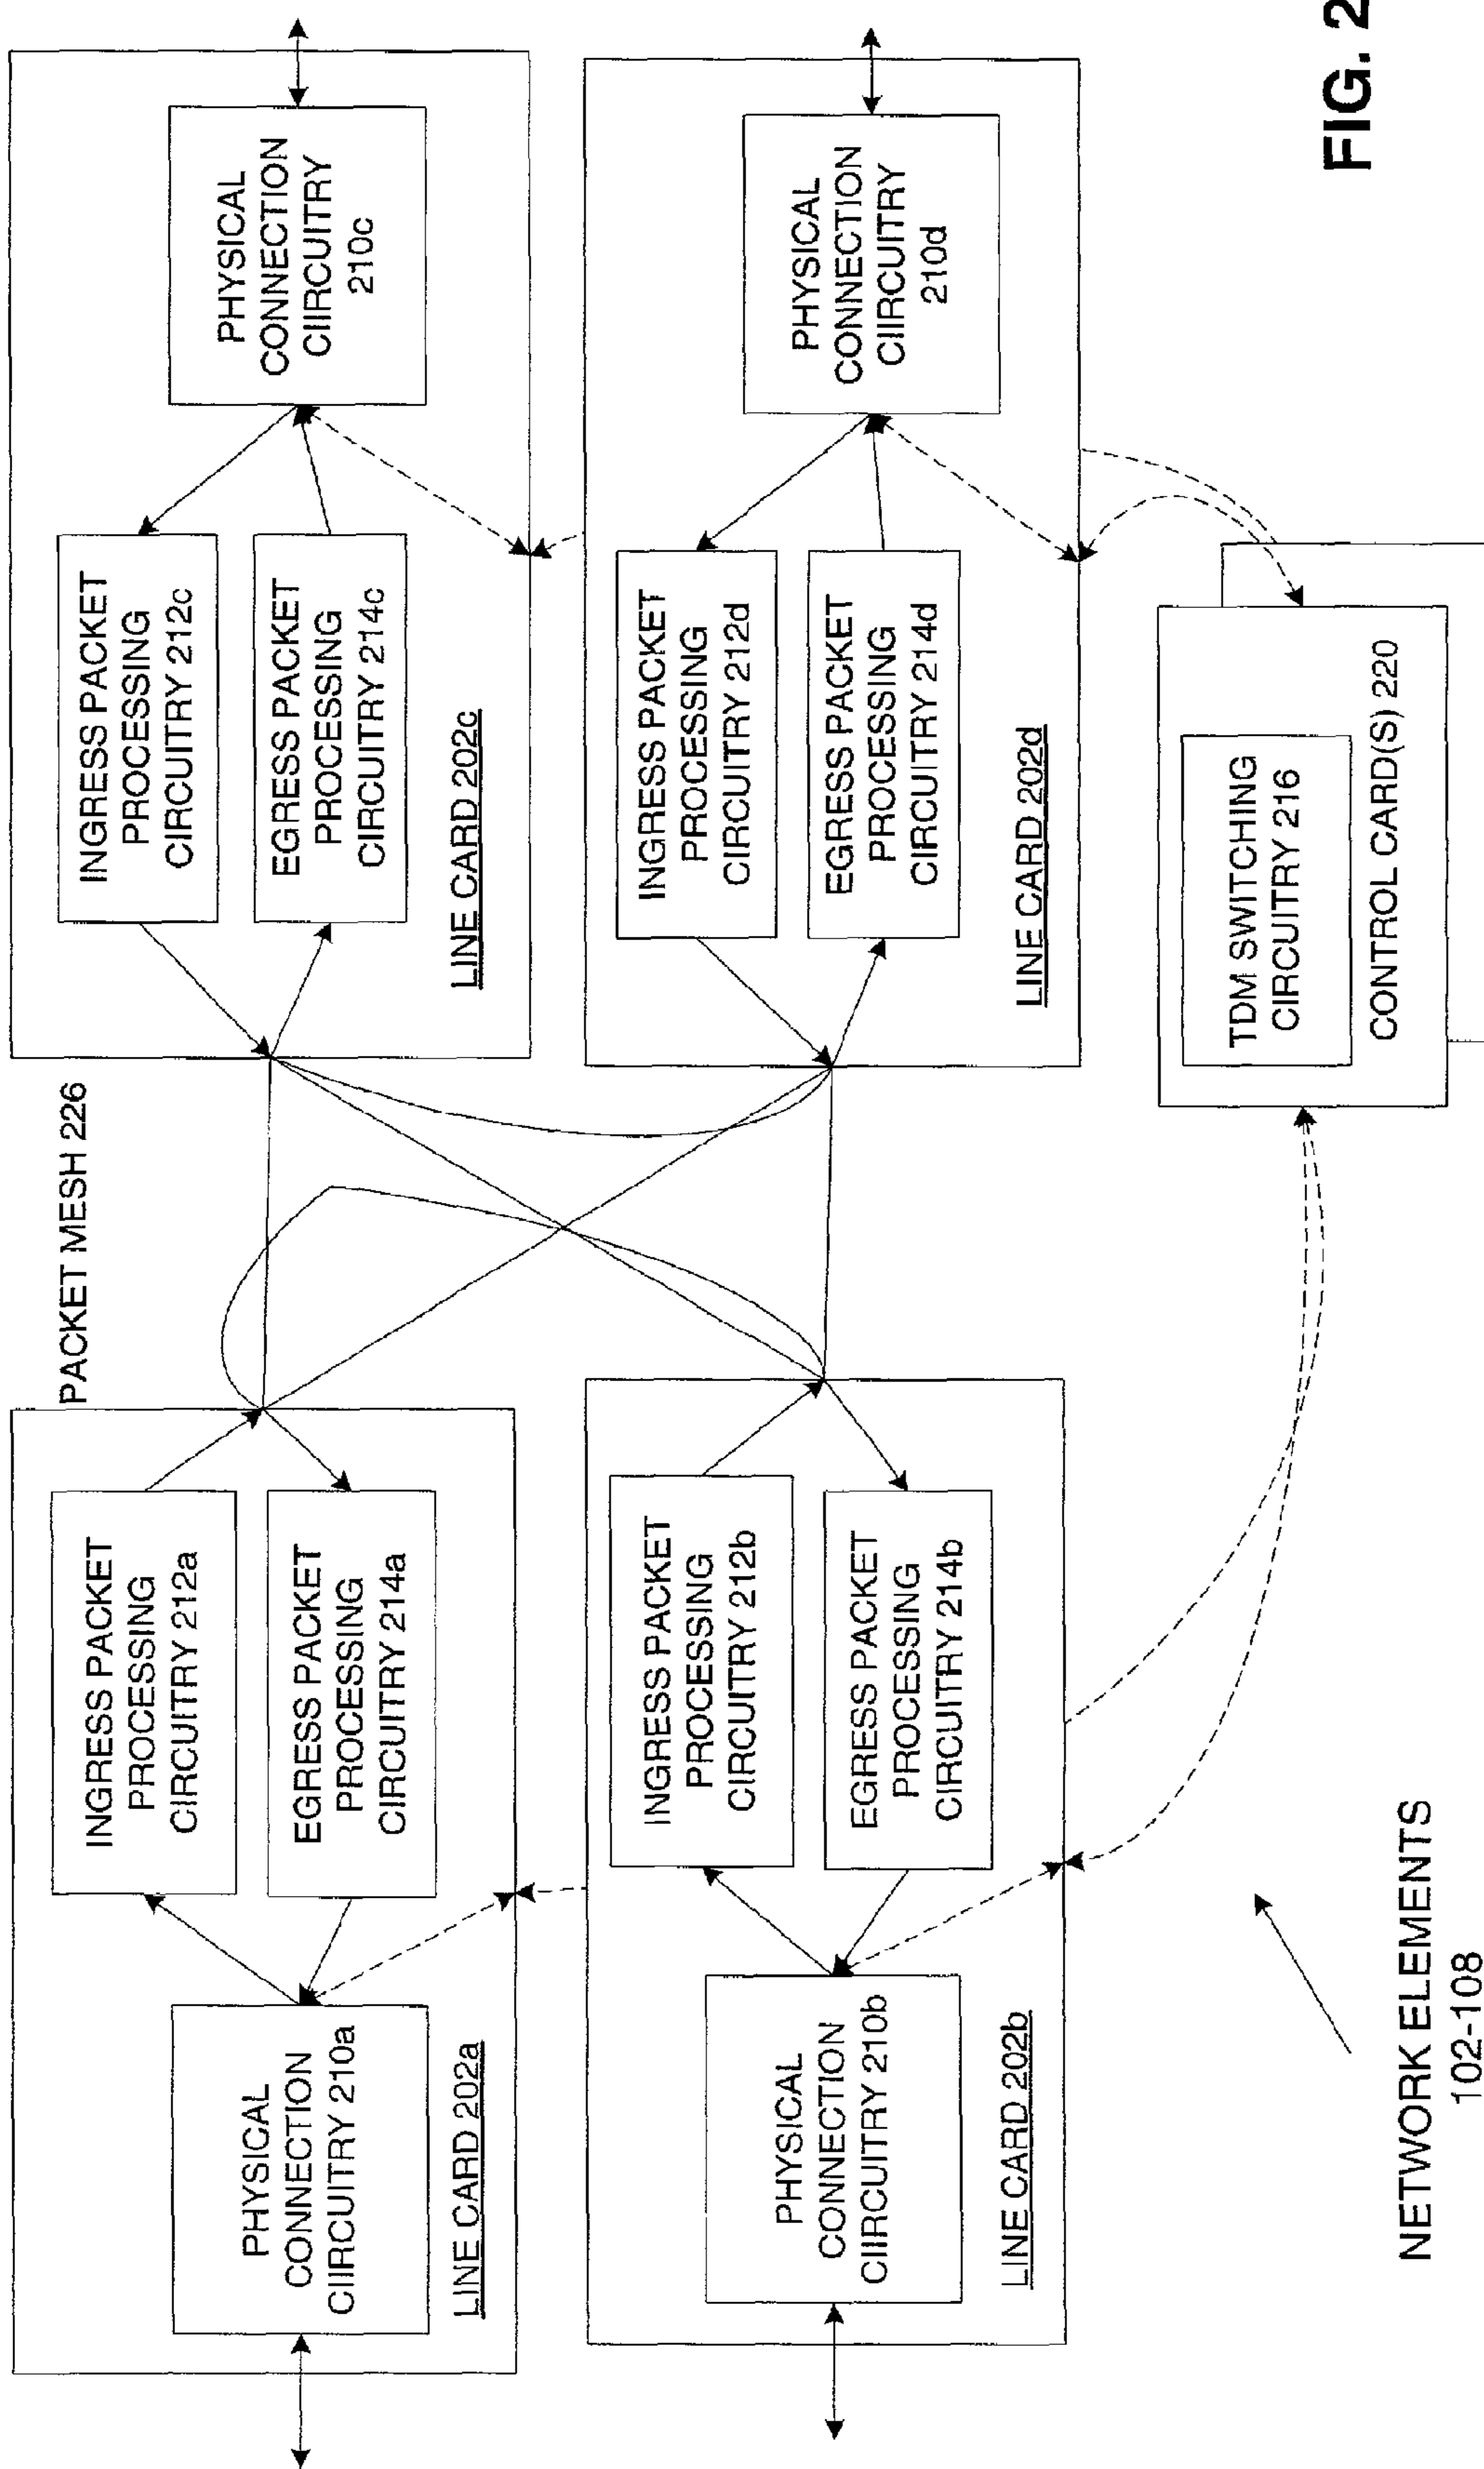 PACKET MESH 226
PHYSICAL
CONNECTION
CIIRCUITRY 210a
INGRESS PACKET
PROCESSING
CIRCUITRY 212a
EGRESS PACKET
PROCESSING
CIRCUITRY 214a
LINE CARD 202a
INGRESS PACKET
PROCESSING
CIRCUITRY 212c
EGRESS PACKET
PROCESSING
CIRCUITRY 214c
PHYSICAL
CONNECTION
CIIRCUITRY
210c
LINE CARD 202c
PHYSICAL
CONNECTION
CIIRCUITRY 210b
INGRESS PACKET
PROCESSING
CIRCUITRY 212b
EGRESS PACKET
PROCESSING
CIRCUITRY 214b
LINE CARD 202b
INGRESS PACKET
PROCESSING
CIRCUITRY 212d
EGRESS PACKET
PROCESSING
CIRCUITRY 214d
PHYSICAL
CONNECTION
CIIRCUITRY
210d
LINE CARD 202d
TDM SWITCHING
CIRCUITRY 216
CONTROL CARD(S) 220
NETWORK ELEMENTS
102-108
FIG. 2